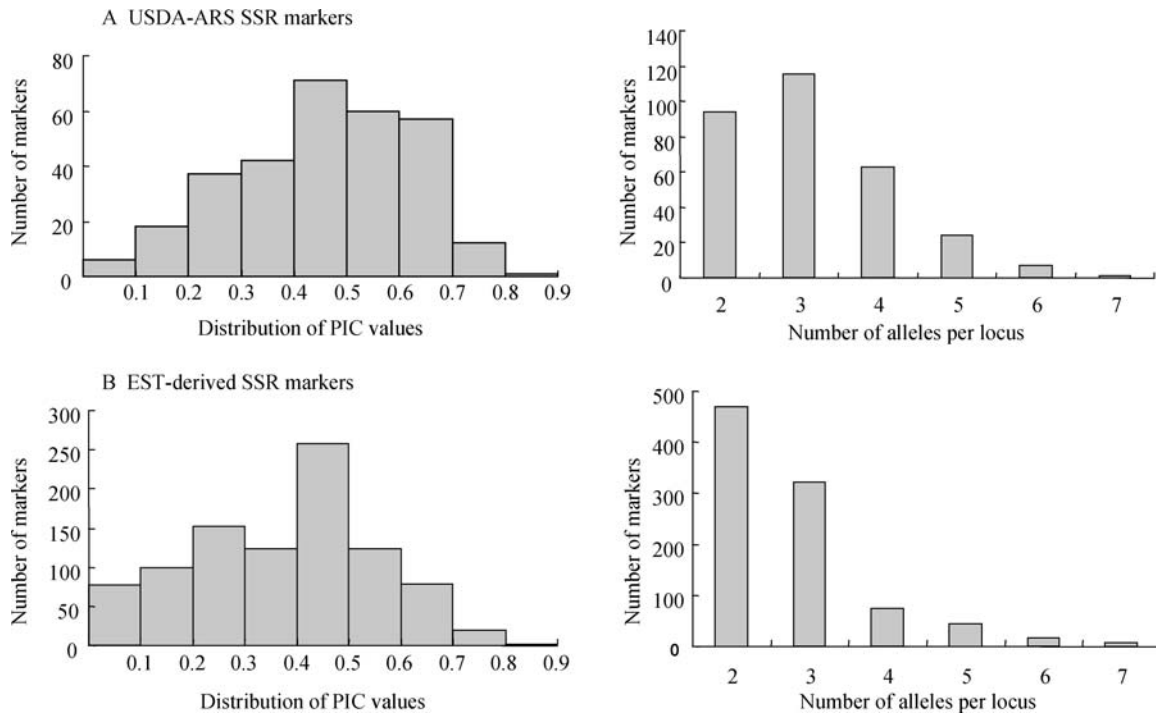 A USDA-ARS SSR markers
Number of markers
80
60
40
20
0
0.1 0.2 0.3 0.4 0.5 0.6 0.7 0.8 0.9
Distribution of PIC values
Number of markers
140
120
100
80
60
40
20
0
2 3 4 5 6 7
Number of alleles per locus
B EST-derived SSR markers
Number of markers
300
250
200
150
100
50
0
0.1 0.2 0.3 0.4 0.5 0.6 0.7 0.8 0.9
Distribution of PIC values
Number of markers
500
400
300
200
100
0
2 3 4 5 6 7
Number of alleles per locus